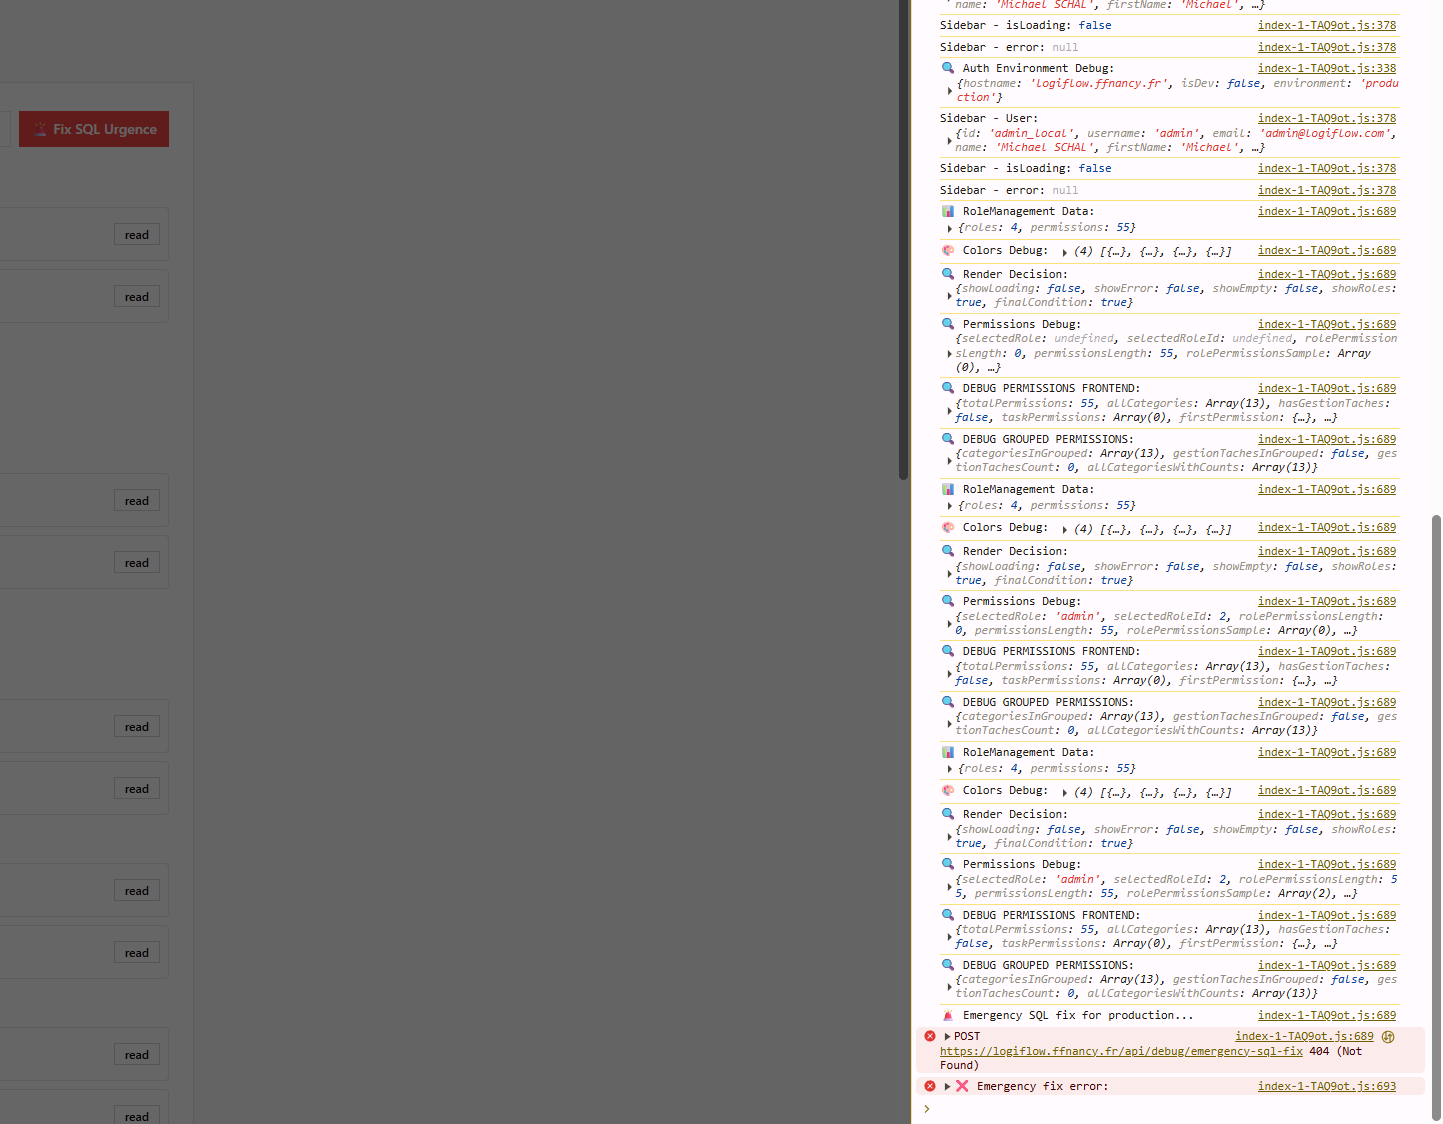 Fix SQL Urgence
read
read
read
read
read
read
read
read
read
read
name: 'Michael SCHAL', firstName: 'Michael', …}
Sidebar - isLoading: false index-1-TAQ9ot.js:378
Sidebar - error: null index-1-TAQ9ot.js:378
Auth Environment Debug: index-1-TAQ9ot.js:338
{hostname: 'logiflow.ffnancy.fr', isDev: false, environment: 'produ
ction'}
Sidebar - User: index-1-TAQ9ot.js:378
{id: 'admin_local', username: 'admin', email: 'admin@logiflow.com',
name: 'Michael SCHAL', firstName: 'Michael', …}
Sidebar - isLoading: false index-1-TAQ9ot.js:378
Sidebar - error: null index-1-TAQ9ot.js:378
RoleManagement Data: index-1-TAQ9ot.js:689
{roles: 4, permissions: 55}
Colors Debug: (4) [{…}, {…}, {…}, {…}] index-1-TAQ9ot.js:689
Render Decision: index-1-TAQ9ot.js:689
{showLoading: false, showError: false, showEmpty: false, showRoles:
true, finalCondition: true}
Permissions Debug: index-1-TAQ9ot.js:689
{selectedRole: undefined, selectedRoleId: undefined, rolePermission
sLength: 0, permissionsLength: 55, rolePermissionsSample: Array
(0), …}
DEBUG PERMISSIONS FRONTEND: index-1-TAQ9ot.js:689
{totalPermissions: 55, allCategories: Array(13), hasGestionTaches:
false, taskPermissions: Array(0), firstPermission: {…}, …}
DEBUG GROUPED PERMISSIONS: index-1-TAQ9ot.js:689
{categoriesInGrouped: Array(13), gestionTachesInGrouped: false, ges
tionTachesCount: 0, allCategoriesWithCounts: Array(13)}
RoleManagement Data: index-1-TAQ9ot.js:689
{roles: 4, permissions: 55}
Colors Debug: (4) [{…}, {…}, {…}, {…}] index-1-TAQ9ot.js:689
Render Decision: index-1-TAQ9ot.js:689
{showLoading: false, showError: false, showEmpty: false, showRoles:
true, finalCondition: true}
Permissions Debug: index-1-TAQ9ot.js:689
{selectedRole: 'admin', selectedRoleId: 2, rolePermissionsLength:
0, permissionsLength: 55, rolePermissionsSample: Array(0), …}
DEBUG PERMISSIONS FRONTEND: index-1-TAQ9ot.js:689
{totalPermissions: 55, allCategories: Array(13), hasGestionTaches:
false, taskPermissions: Array(0), firstPermission: {…}, …}
DEBUG GROUPED PERMISSIONS: index-1-TAQ9ot.js:689
{categoriesInGrouped: Array(13), gestionTachesInGrouped: false, ges
tionTachesCount: 0, allCategoriesWithCounts: Array(13)}
RoleManagement Data: index-1-TAQ9ot.js:689
{roles: 4, permissions: 55}
Colors Debug: (4) [{…}, {…}, {…}, {…}] index-1-TAQ9ot.js:689
Render Decision: index-1-TAQ9ot.js:689
{showLoading: false, showError: false, showEmpty: false, showRoles:
true, finalCondition: true}
Permissions Debug: index-1-TAQ9ot.js:689
{selectedRole: 'admin', selectedRoleId: 2, rolePermissionsLength: 5
5, permissionsLength: 55, rolePermissionsSample: Array(2), …}
DEBUG PERMISSIONS FRONTEND: index-1-TAQ9ot.js:689
{totalPermissions: 55, allCategories: Array(13), hasGestionTaches:
false, taskPermissions: Array(0), firstPermission: {…}, …}
DEBUG GROUPED PERMISSIONS: index-1-TAQ9ot.js:689
{categoriesInGrouped: Array(13), gestionTachesInGrouped: false, ges
tionTachesCount: 0, allCategoriesWithCounts: Array(13)}
Emergency SQL fix for production... index-1-TAQ9ot.js:689
POST index-1-TAQ9ot.js:689
https://logiflow.ffnancy.fr/api/debug/emergency-sql-fix 404 (Not
Found)
Emergency fix error: index-1-TAQ9ot.js:693